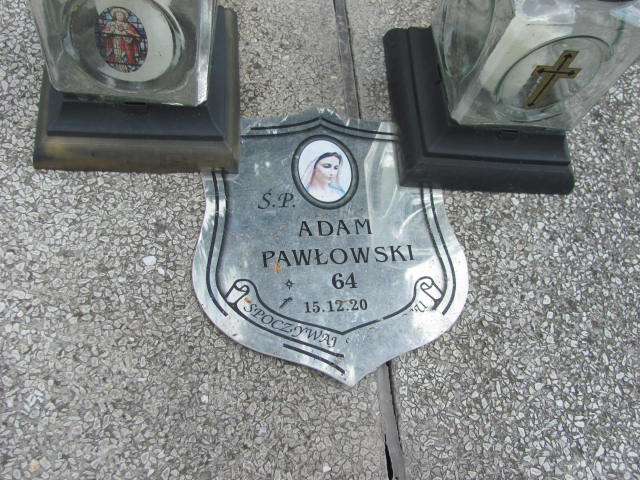 Ś.P.
ADAM
PAWŁOWSKI
64
15.12.20
SPOCZYWAJ